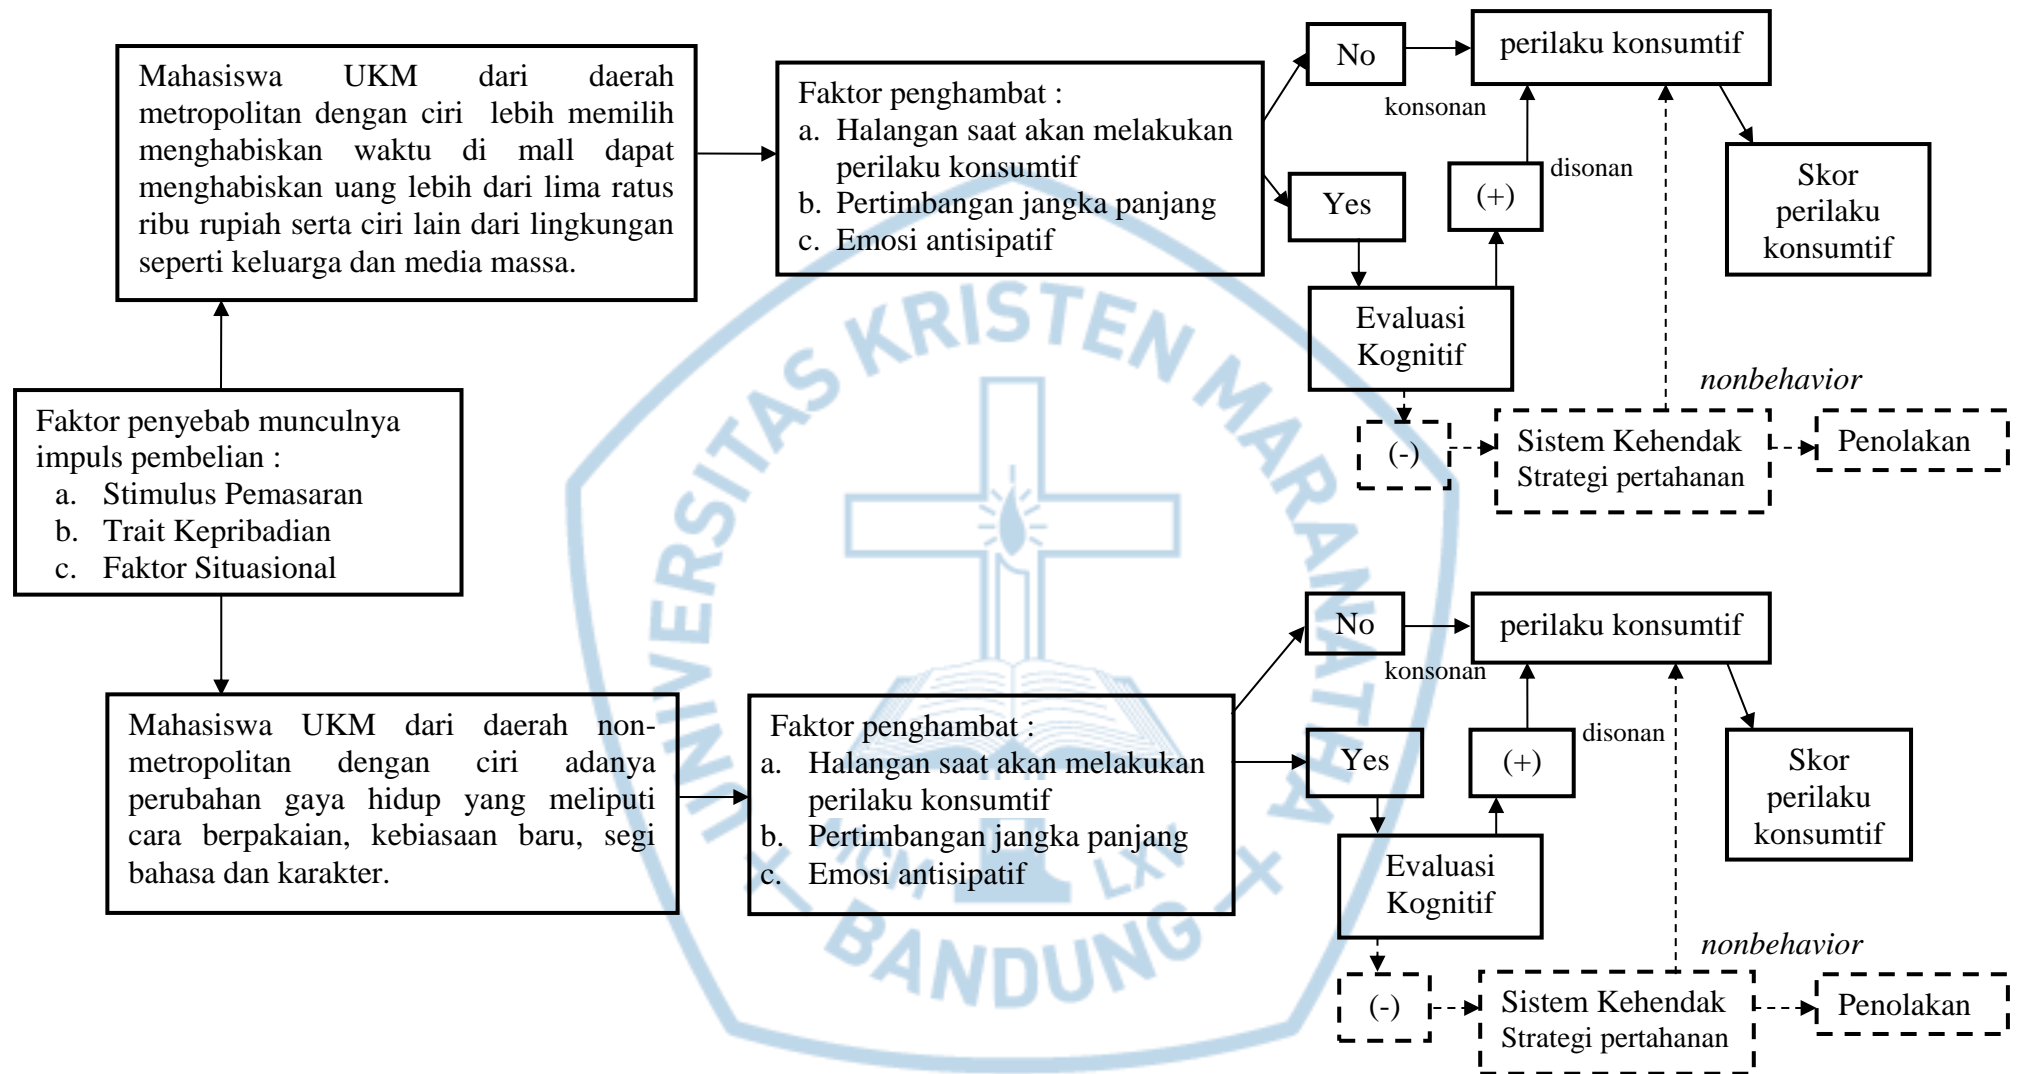 Mahasiswa UKM dari daerah
metropolitan dengan ciri lebih memilih
menghabiskan waktu di mall dapat
menghabiskan uang lebih dari lima ratus
ribu rupiah serta ciri lain dari lingkungan
seperti keluarga dan media massa.
Faktor penghambat :
a. Halangan saat akan melakukan
perilaku konsumtif
b. Pertimbangan jangka panjang
c. Emosi antisipatif
No
perilaku konsumtif
konsonan
Yes
(+)
disonan
Skor
perilaku
konsumtif
Evaluasi
Kognitif
nonbehavior
(-)
Sistem Kehendak
Strategi pertahanan
Penolakan
Faktor penyebab munculnya
impuls pembelian :
a. Stimulus Pemasaran
b. Trait Kepribadian
c. Faktor Situasional
Mahasiswa UKM dari daerah non-
metropolitan dengan ciri adanya
perubahan gaya hidup yang meliputi
cara berpakaian, kebiasaan baru, segi
bahasa dan karakter.
Faktor penghambat :
a. Halangan saat akan melakukan
perilaku konsumtif
b. Pertimbangan jangka panjang
c. Emosi antisipatif
No
perilaku konsumtif
konsonan
Yes
(+)
disonan
Skor
perilaku
konsumtif
Evaluasi
Kognitif
nonbehavior
(-)
Sistem Kehendak
Strategi pertahanan
Penolakan
UNIVERSITAS KRISTEN MARANATHA
MCM LXV
BANDUNG